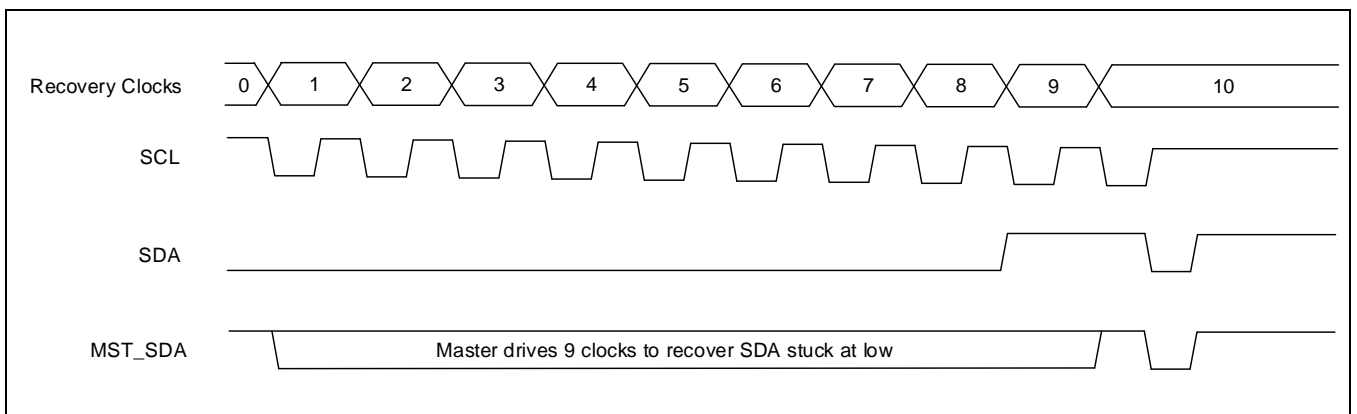 Recovery Clocks 0 1 2 3 4 5 6 7 8 9 10
SCL
SDA
MST_SDA Master drives 9 clocks to recover SDA stuck at low